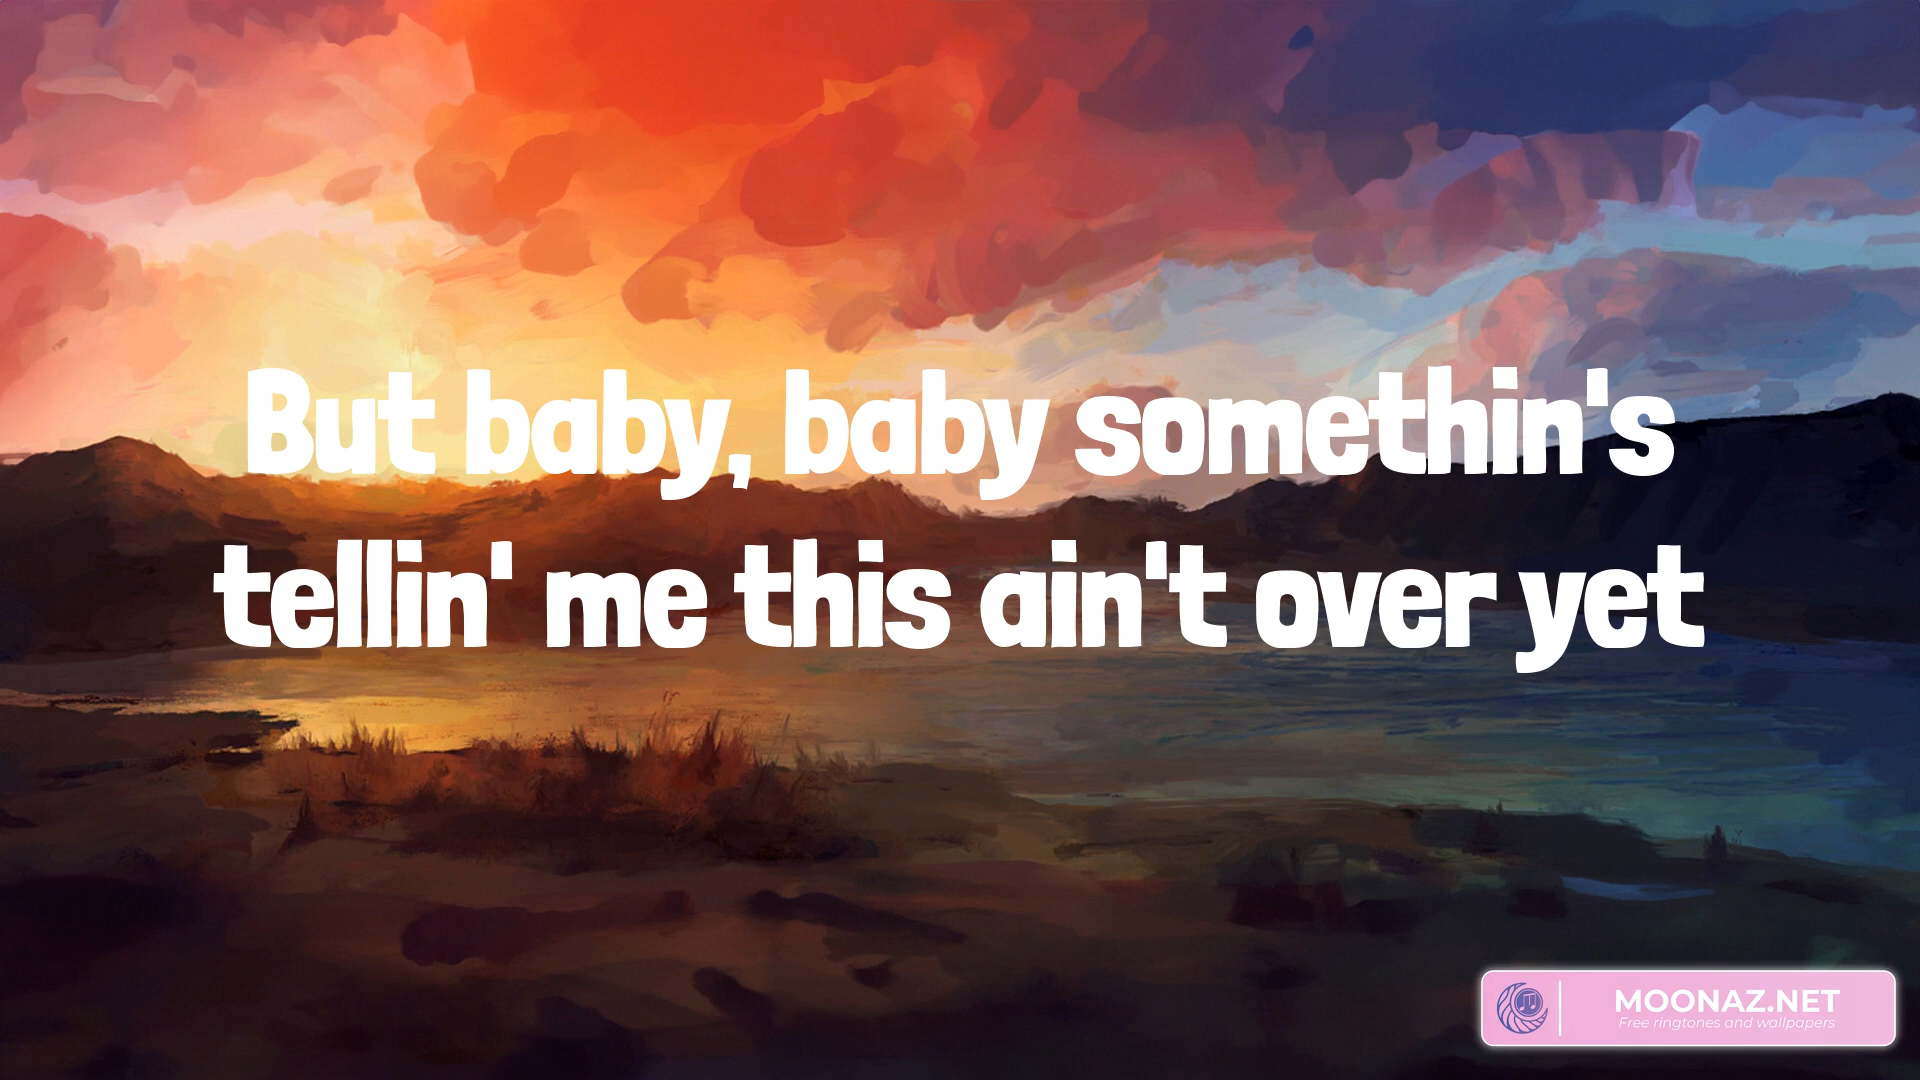 But baby, baby somethin's
tellin' me this ain't over yet
MOONAZ.NET
Free ringtones and wallpapers